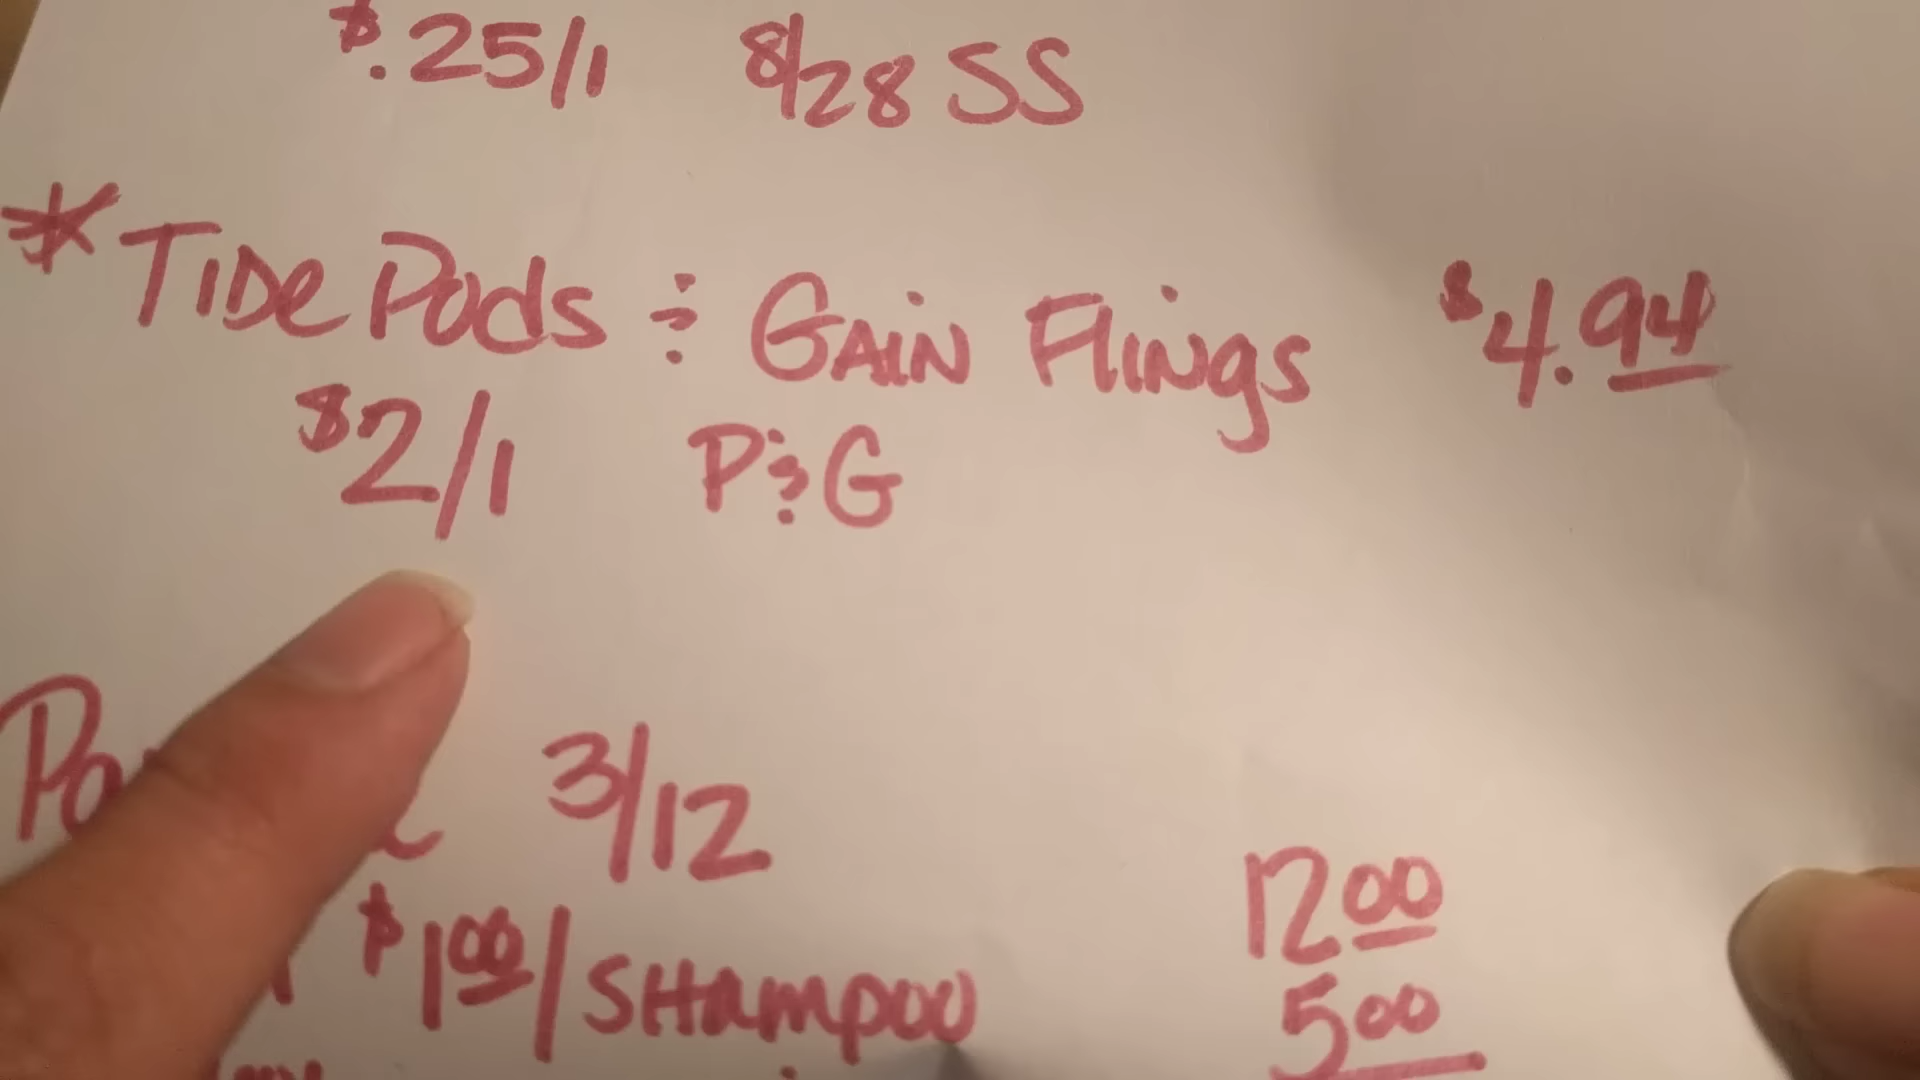 $.25/1 8/28 SS
* TIDe Pods & GAIN Flings $4.94
$2/1 P&G
3/12
12.00
$1.00/SHampoo
5.00